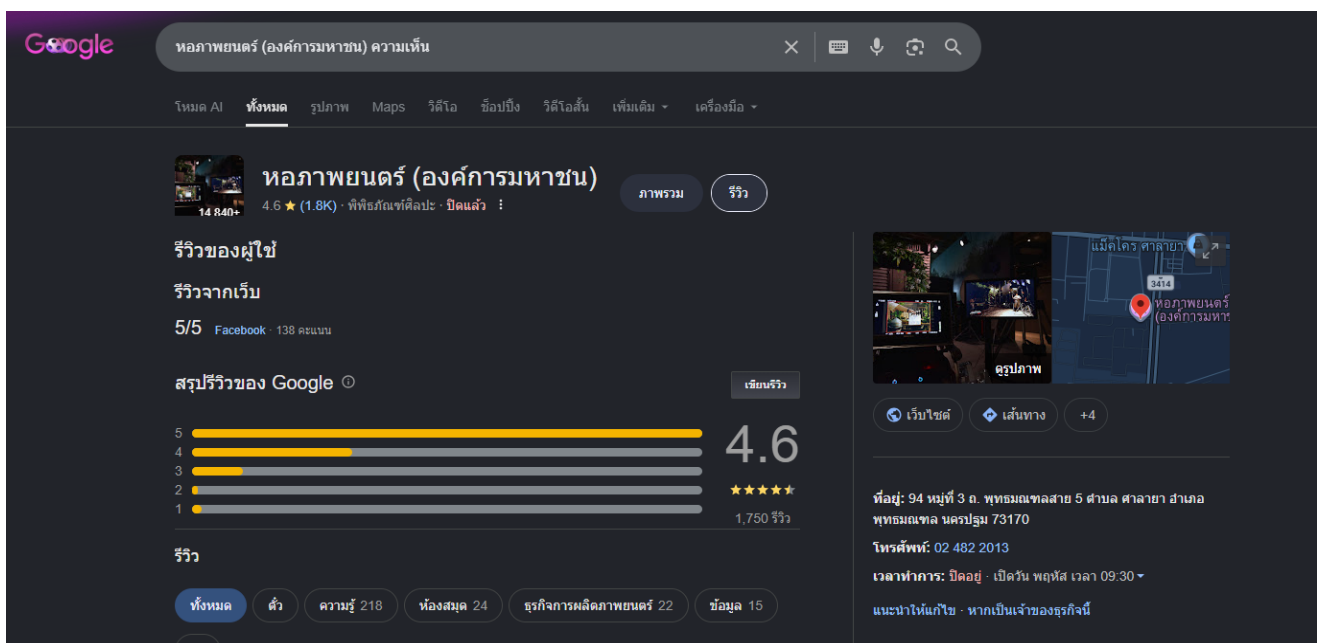 Google
หอภาพยนตร์ (องค์การมหาชน) ความเห็น
โหมด AI ทั้งหมด รูปภาพ Maps วิดีโอ ช็อปปิ้ง วิดีโอสั้น เพิ่มเติม เครื่องมือ
14 840+
หอภาพยนตร์ (องค์การมหาชน)
4.6 ★ (1.8K) · พิพิธภัณฑ์ศิลปะ · ปิดแล้ว
ภาพรวม รีวิว
รีวิวของผู้ใช้
รีวิวจากเว็บ
5/5 Facebook · 138 คะแนน
สรุปรีวิวของ Google
เขียนรีวิว
5
4
3
2
1
4.6
1,750 รีวิว
รีวิว
ทั้งหมด ตั๋ว ความรู้ 218 ห้องสมุด 24 ธุรกิจการผลิตภาพยนตร์ 22 ข้อมูล 15
ดูรูปภาพ
แม็คโคร ศาลายา
3414
หอภาพยนตร์
(องค์การมหา
เว็บไซต์ เส้นทาง +4
ที่อยู่: 94 หมู่ที่ 3 ถ. พุทธมณฑลสาย 5 ตำบล ศาลายา อำเภอ
พุทธมณฑล นครปฐม 73170
โทรศัพท์: 02 482 2013
เวลาทำการ: ปิดอยู่ · เปิดวัน พฤหัส เวลา 09:30
แนะนำให้แก้ไข · หากเป็นเจ้าของธุรกิจนี้